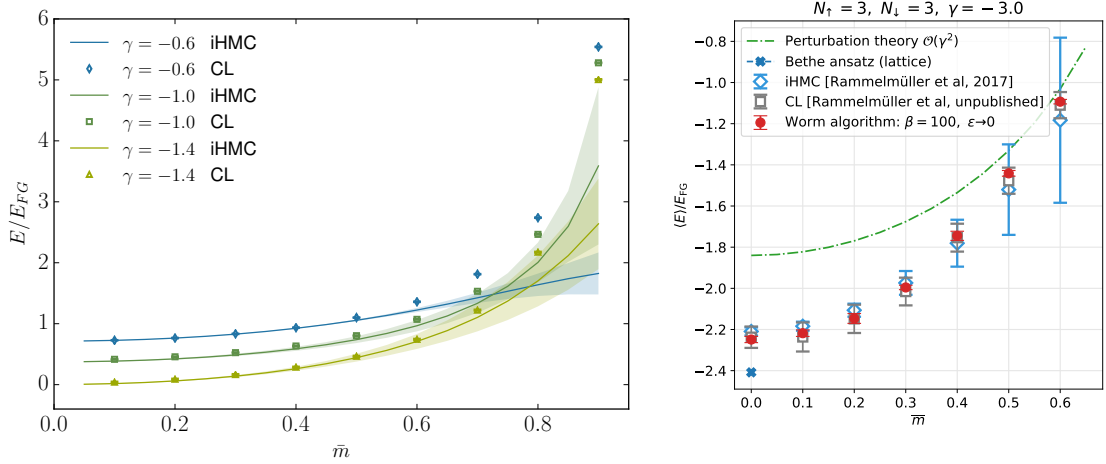 6
5
4
3
2
1
0
E/E_{FG}
γ = −0.6 iHMC
γ = −0.6 CL
γ = −1.0 iHMC
γ = −1.0 CL
γ = −1.4 iHMC
γ = −1.4 CL
0.0 0.2 0.4 0.6 0.8
m̄
N↑ = 3, N↓ = 3, γ = −3.0
−0.8
−1.0
−1.2
−1.4
−1.6
−1.8
−2.0
−2.2
−2.4
⟨E⟩/E_{FG}
Perturbation theory 𝒪(γ²)
Bethe ansatz (lattice)
iHMC [Rammelmüller et al, 2017]
CL [Rammelmüller et al, unpublished]
Worm algorithm: β = 100, ε→0
0.0 0.1 0.2 0.3 0.4 0.5 0.6
m̄